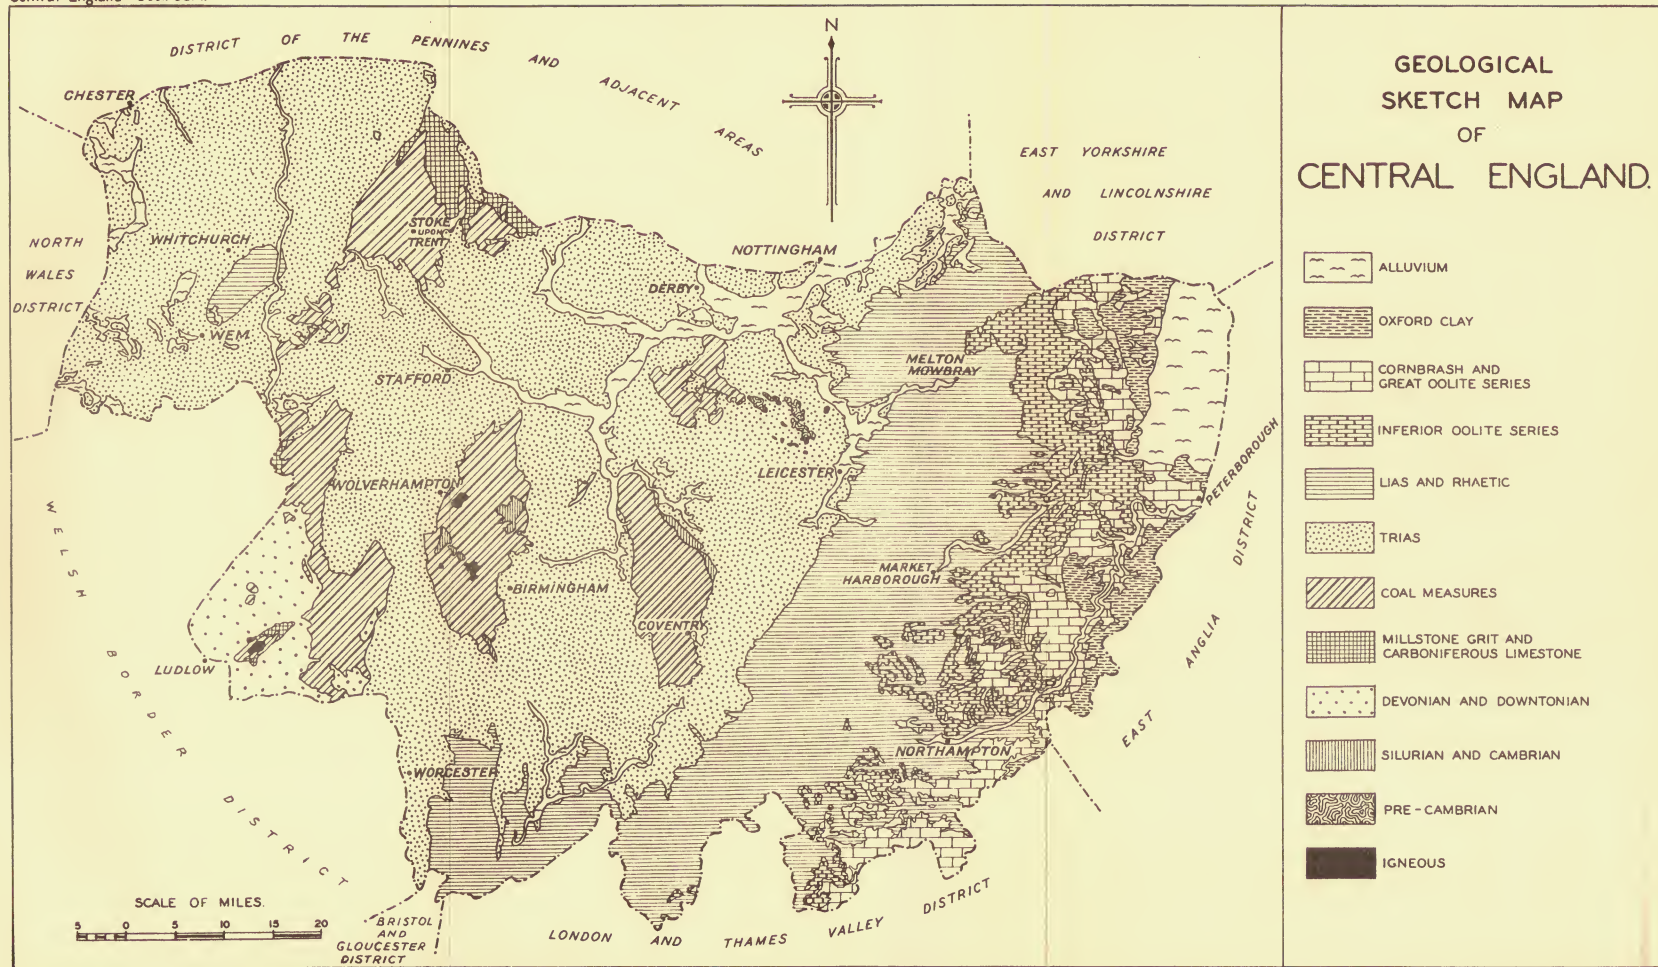 DISTRICT OF THE PENNINES AND ADJACENT AREAS
N
CHESTER
EAST YORKSHIRE
AND LINCOLNSHIRE
DISTRICT
NORTH
WALES
DISTRICT
WHITCHURCH
STOKE
UPON
TRENT
NOTTINGHAM
DERBY
WEM
STAFFORD
MELTON
MOWBRAY
LEICESTER
WOLVERHAMPTON
PETERBOROUGH
MARKET
HARBOROUGH
BIRMINGHAM
COVENTRY
LUDLOW
WELSH BORDER DISTRICT
EAST ANGLIA DISTRICT
NORTHAMPTON
WORCESTER
SCALE OF MILES.
5 0 5 10 15 20
BRISTOL
AND
GLOUCESTER
DISTRICT
LONDON AND THAMES VALLEY DISTRICT
GEOLOGICAL
SKETCH MAP
OF
CENTRAL ENGLAND.
ALLUVIUM
OXFORD CLAY
CORNBRASH AND
GREAT OOLITE SERIES
INFERIOR OOLITE SERIES
LIAS AND RHAETIC
TRIAS
COAL MEASURES
MILLSTONE GRIT AND
CARBONIFEROUS LIMESTONE
DEVONIAN AND DOWNTONIAN
SILURIAN AND CAMBRIAN
PRE-CAMBRIAN
IGNEOUS